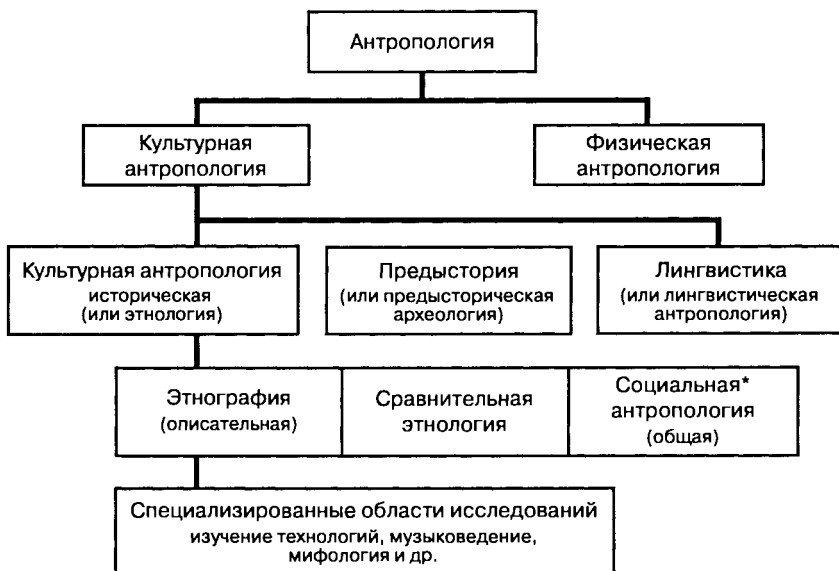 Антропология
Культурная
антропология
Физическая
антропология
Культурная антропология
историческая
(или этнология)
Предыстория
(или предысторическая
археология)
Лингвистика
(или лингвистическая
антропология)
Этнография
(описательная)
Сравнительная
этнология
Социальная*
антропология
(общая)
Специализированные области исследований
изучение технологий, музыковедение,
мифология и др.